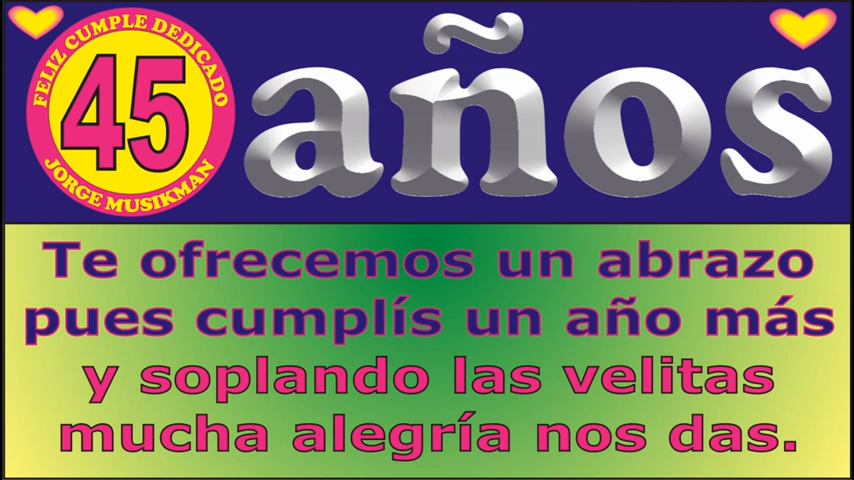 FELIZ CUMPLE DEDICADO
45
JORGE MUSIKMAN
años
Te ofrecemos un abrazo
pues cumplís un año más
y soplando las velitas
mucha alegría nos das.